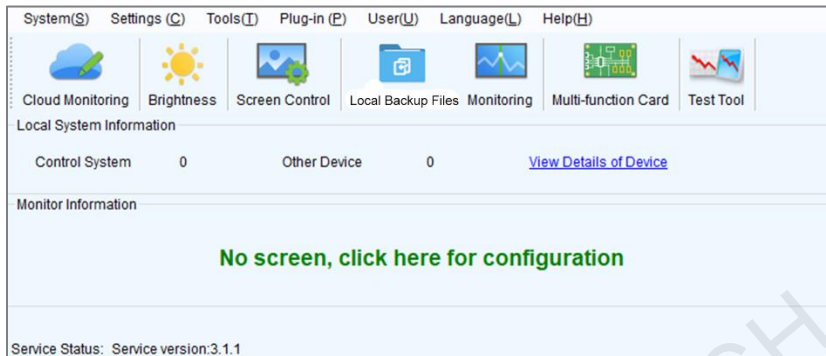 System(S) Settings (C) Tools(T) Plug-in (P) User(U) Language(L) Help(H)
Cloud Monitoring Brightness Screen Control Local Backup Files Monitoring Multi-function Card Test Tool
Local System Information
Control System 0 Other Device 0 View Details of Device
Monitor Information
No screen, click here for configuration
Service Status: Service version:3.1.1